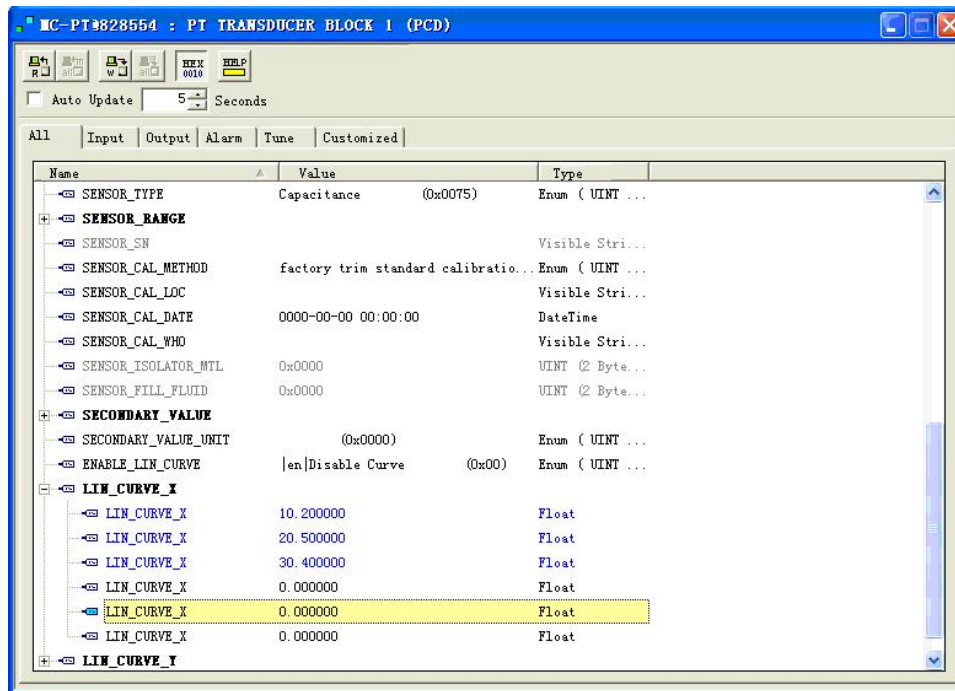 MC-PT@828554 : PT TRANSDUCER BLOCK 1 (PCD)
R all W all HEX 0010 HELP
Auto Update 5 Seconds
All Input Output Alarm Tune Customized
Name Value Type
SENSOR_TYPE Capacitance (0x0075) Enum ( UINT ...
SENSOR_RANGE
SENSOR_SN Visible Stri...
SENSOR_CAL_METHOD factory trim standard calibratio... Enum ( UINT ...
SENSOR_CAL_LOC Visible Stri...
SENSOR_CAL_DATE 0000-00-00 00:00:00 DateTime
SENSOR_CAL_WHO Visible Stri...
SENSOR_ISOLATOR_MTL 0x0000 UINT (2 Byte...
SENSOR_FILL_FLUID 0x0000 UINT (2 Byte...
SECONDARY_VALUE
SECONDARY_VALUE_UNIT (0x0000) Enum ( UINT ...
ENABLE_LIN_CURVE |en|Disable Curve (0x00) Enum ( UINT ...
LIN_CURVE_X
LIN_CURVE_X 10.200000 Float
LIN_CURVE_X 20.500000 Float
LIN_CURVE_X 30.400000 Float
LIN_CURVE_X 0.000000 Float
LIN_CURVE_X 0.000000 Float
LIN_CURVE_X 0.000000 Float
LIN_CURVE_Y